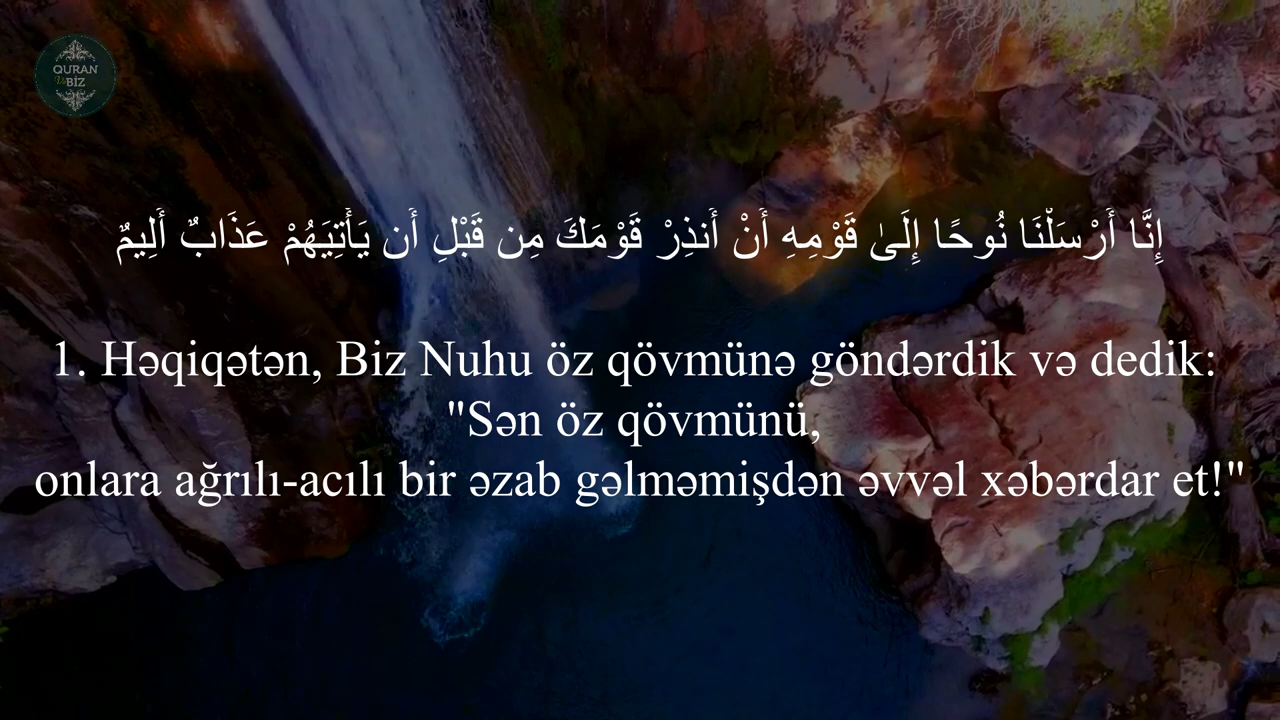 QURAN
Və
BİZ
إِنَّا أَرْسَلْنَا نُوحًا إِلَىٰ قَوْمِهِ أَنْ أَنذِرْ قَوْمَكَ مِن قَبْلِ أَن يَأْتِيَهُمْ عَذَابٌ أَلِيمٌ
1. Həqiqətən, Biz Nuhu öz qövmünə göndərdik və dedik:
"Sən öz qövmünü,
onlara ağrılı-acılı bir əzab gəlməmişdən əvvəl xəbərdar et!"